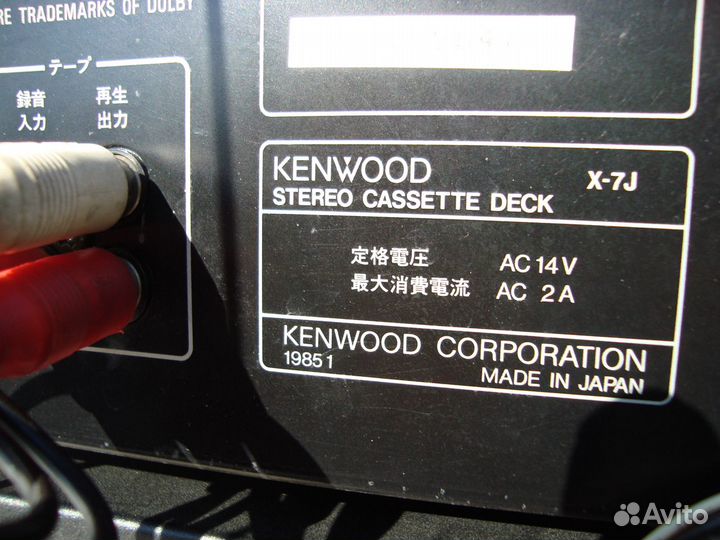 RE TRADEMARKS OF DOLBY
テープ
録音 再生
入力 出力
KENWOOD X-7J
STEREO CASSETTE DECK
定格電圧 AC 14 V
最大消費電流 AC 2 A
KENWOOD CORPORATION
19851
MADE IN JAPAN
Avito